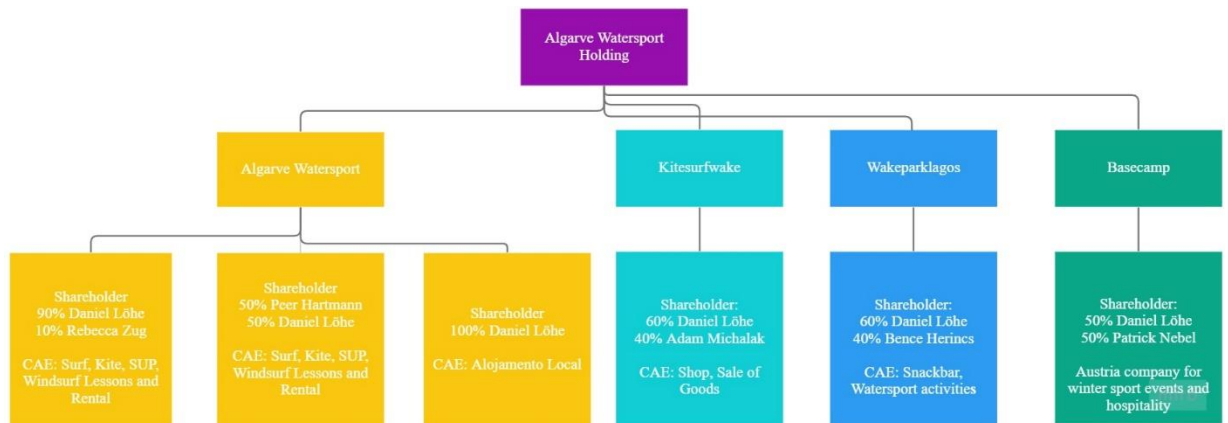 Algarve Watersport
Holding
Algarve Watersport
Kitesurfwake
Wakeparklagos
Basecamp
Shareholder
90% Daniel Löhe
10% Rebecca Zug
CAE: Surf, Kite, SUP,
Windsurf Lessons and
Rental
Shareholder
50% Peer Hartmann
50% Daniel Löhe
CAE: Surf, Kite, SUP,
Windsurf Lessons and
Rental
Shareholder
100% Daniel Löhe
CAE: Alojamento Local
Shareholder:
60% Daniel Löhe
40% Adam Michalak
CAE: Shop, Sale of
Goods
Shareholder:
60% Daniel Löhe
40% Bence Herincs
CAE: Snackbar,
Watersport activities
Shareholder:
50% Daniel Löhe
50% Patrick Nebel
Austria company for
winter sport events and
hospitality